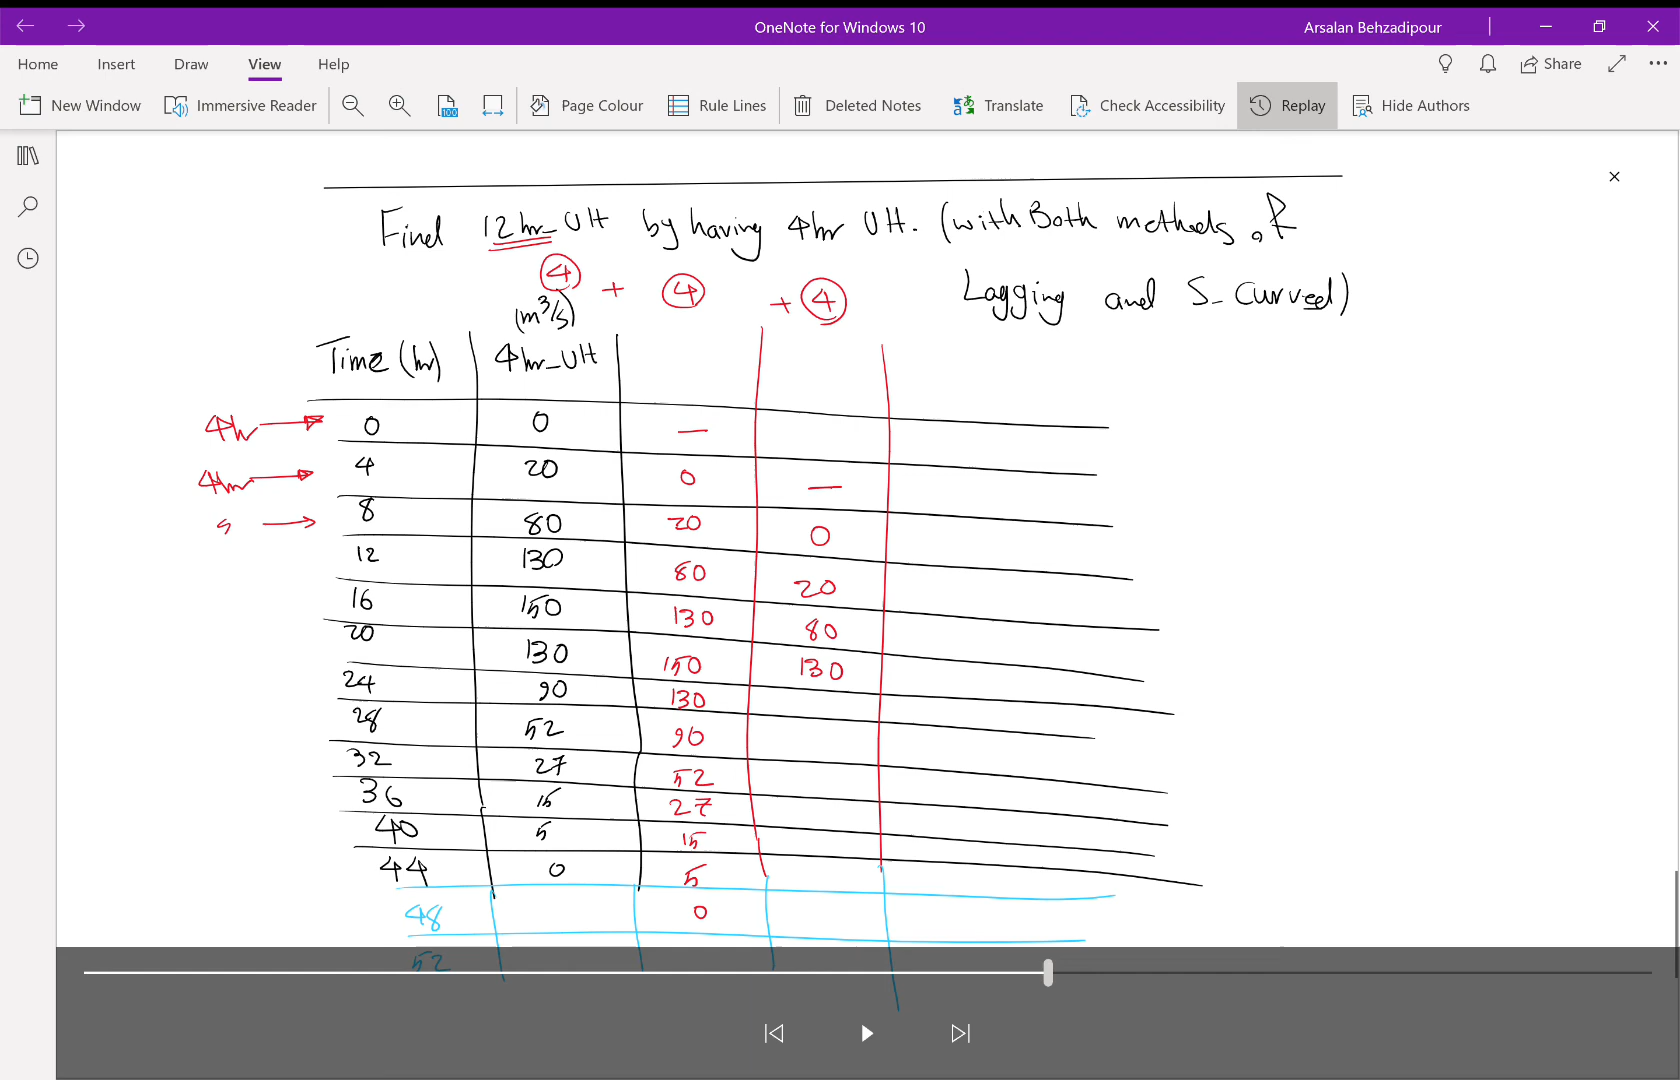 OneNote for Windows 10
Arsalan Behzadipour
Home Insert Draw View Help Share
New Window Immersive Reader Page Colour Rule Lines Deleted Notes Translate Check Accessibility Replay Hide Authors
Find 12hr_UH by having 4hr UH. (with Both methods of
Lagging and S-Curved)
4 + 4 + 4
(m³/s)
Time (hr) 4hr_UH
4hr 0 0 —
4hr 4 20 0 —
8 80 20 0
12 130 80 20
16 150 130 80
20 130 150 130
24 90 130
28 52 90
32 27 52
36 15 27
40 5 15
44 0 5
48 0
52